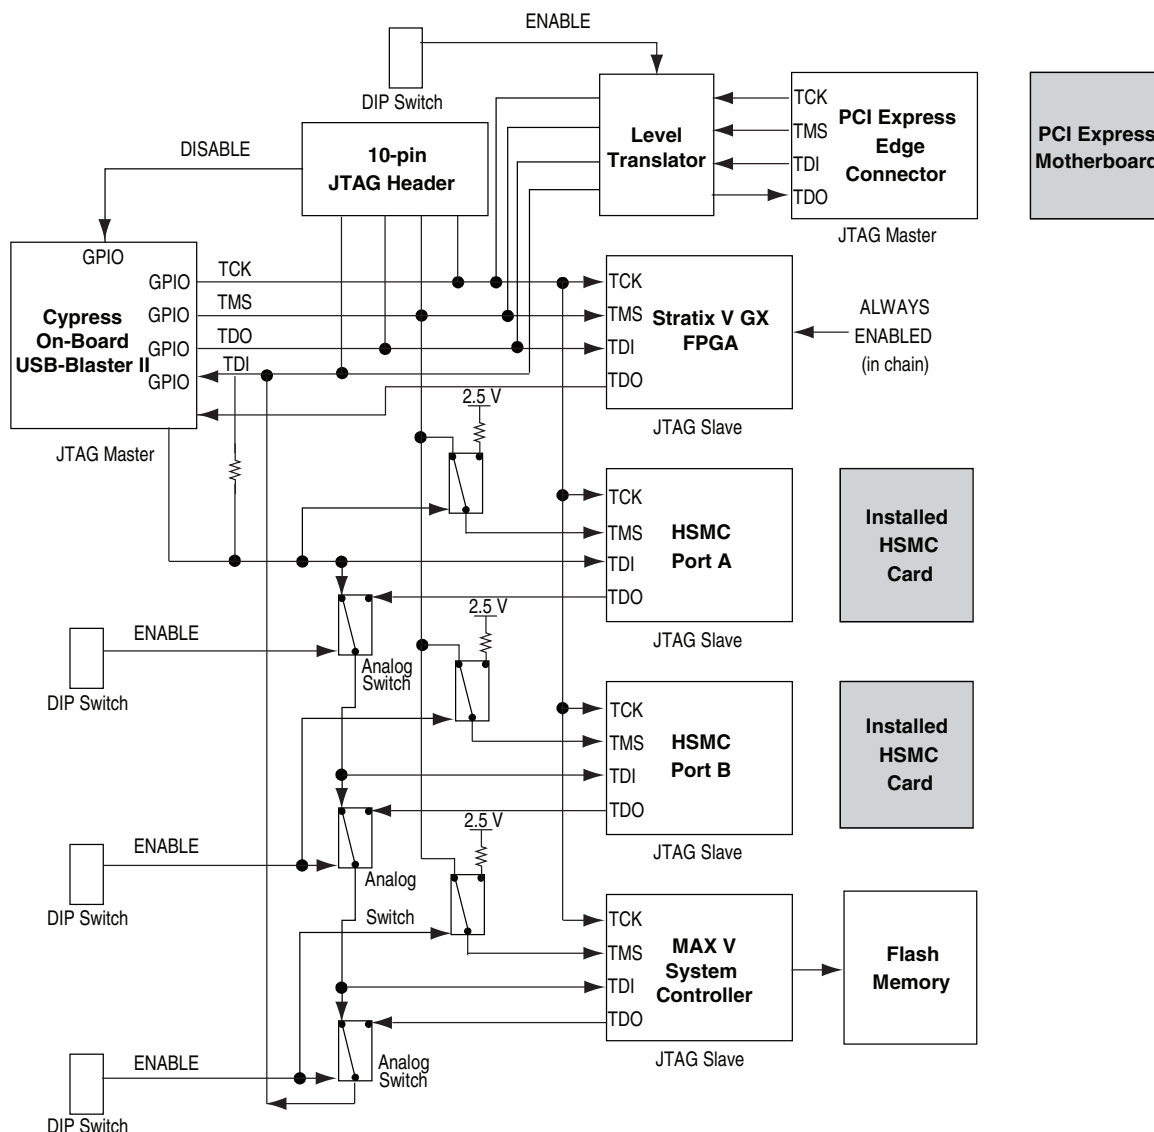 ENABLE
DIP Switch
DISABLE
10-pin
JTAG Header
Level
Translator
TCK
TMS
TDI
TDO
PCI Express
Edge
Connector
JTAG Master
PCI Express
Motherboard
GPIO
GPIO
GPIO
GPIO
GPIO
Cypress
On-Board
USB-Blaster II
JTAG Master
TCK
TMS
TDO
TDI
TCK
TMS
TDI
TDO
Stratix V GX
FPGA
JTAG Slave
ALWAYS
ENABLED
(in chain)
2.5 V
TCK
TMS
TDI
TDO
HSMC
Port A
JTAG Slave
Installed
HSMC
Card
ENABLE
DIP Switch
Analog
Switch
2.5 V
TCK
TMS
TDI
TDO
HSMC
Port B
JTAG Slave
Installed
HSMC
Card
ENABLE
DIP Switch
Analog
Switch
2.5 V
TCK
TMS
TDI
TDO
MAX V
System
Controller
JTAG Slave
Flash
Memory
ENABLE
DIP Switch
Analog
Switch